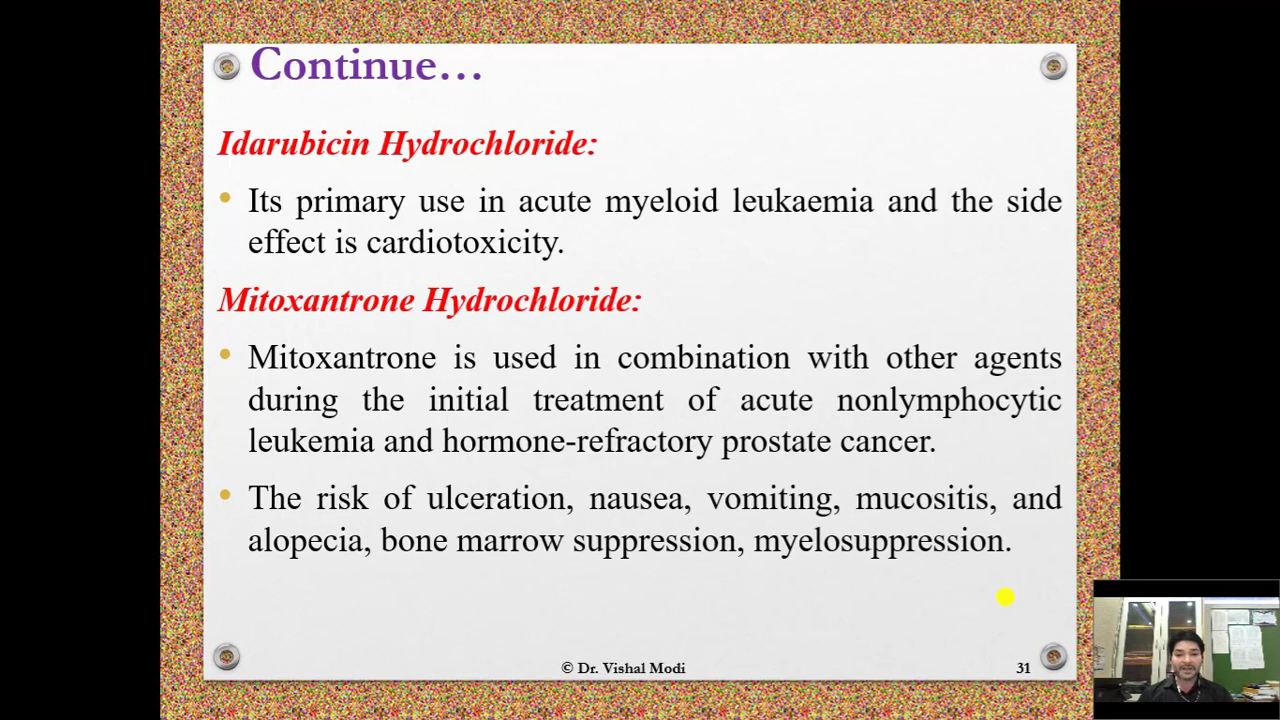 Continue…
Idarubicin Hydrochloride:
• Its primary use in acute myeloid leukaemia and the side
effect is cardiotoxicity.
Mitoxantrone Hydrochloride:
• Mitoxantrone is used in combination with other agents
during the initial treatment of acute nonlymphocytic
leukemia and hormone-refractory prostate cancer.
• The risk of ulceration, nausea, vomiting, mucositis, and
alopecia, bone marrow suppression, myelosuppression.
© Dr. Vishal Modi
31